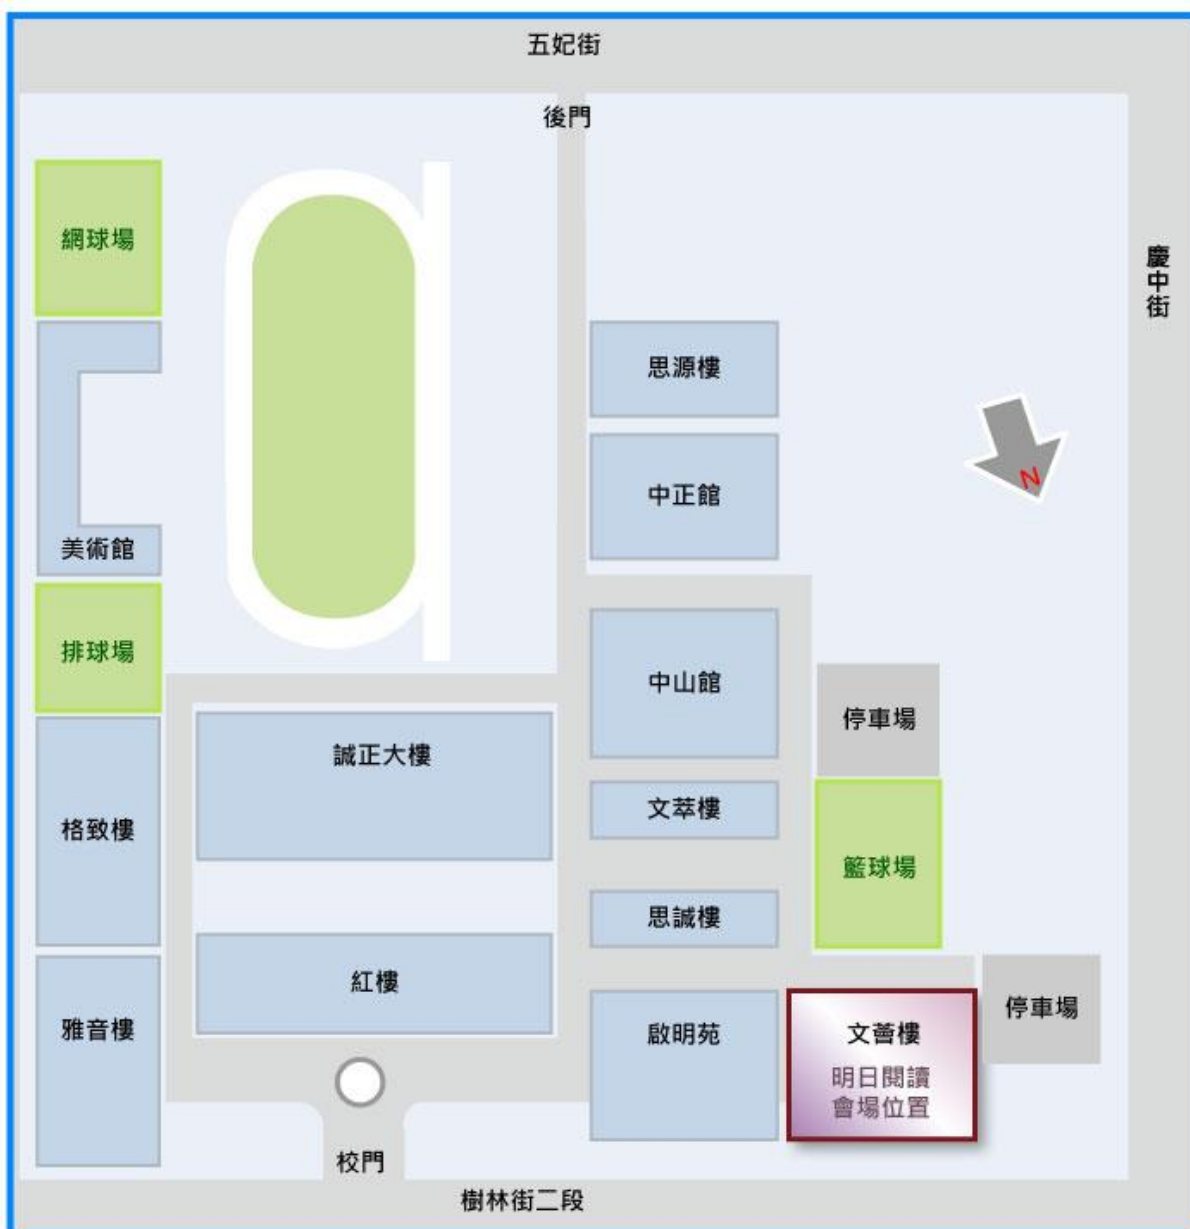 五妃街
後門
網球場
慶中街
思源樓
N
中正館
美術館
排球場
中山館
停車場
誠正大樓
文萃樓
格致樓
籃球場
思誠樓
紅樓
停車場
雅音樓
啟明苑
文薈樓
明日閱讀
會場位置
校門
樹林街二段